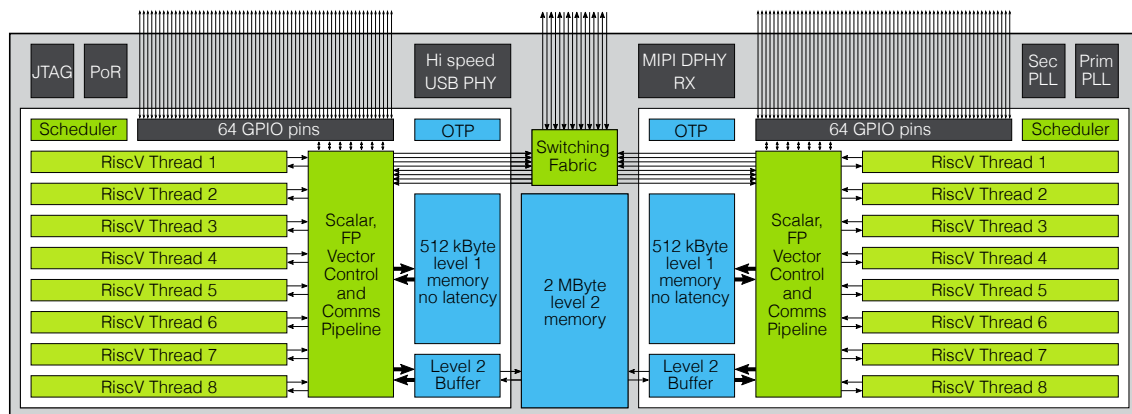 JTAG
PoR
Hi speed
USB PHY
MIPI DPHY
RX
Sec
PLL
Prim
PLL
Scheduler
64 GPIO pins
OTP
Switching
Fabric
OTP
64 GPIO pins
Scheduler
RiscV Thread 1
RiscV Thread 2
RiscV Thread 3
RiscV Thread 4
RiscV Thread 5
RiscV Thread 6
RiscV Thread 7
RiscV Thread 8
Scalar,
FP
Vector
Control
and
Comms
Pipeline
512 kByte
level 1
memory
no latency
Level 2
Buffer
2 MByte
level 2
memory
512 kByte
level 1
memory
no latency
Level 2
Buffer
Scalar,
FP
Vector
Control
and
Comms
Pipeline
RiscV Thread 1
RiscV Thread 2
RiscV Thread 3
RiscV Thread 4
RiscV Thread 5
RiscV Thread 6
RiscV Thread 7
RiscV Thread 8